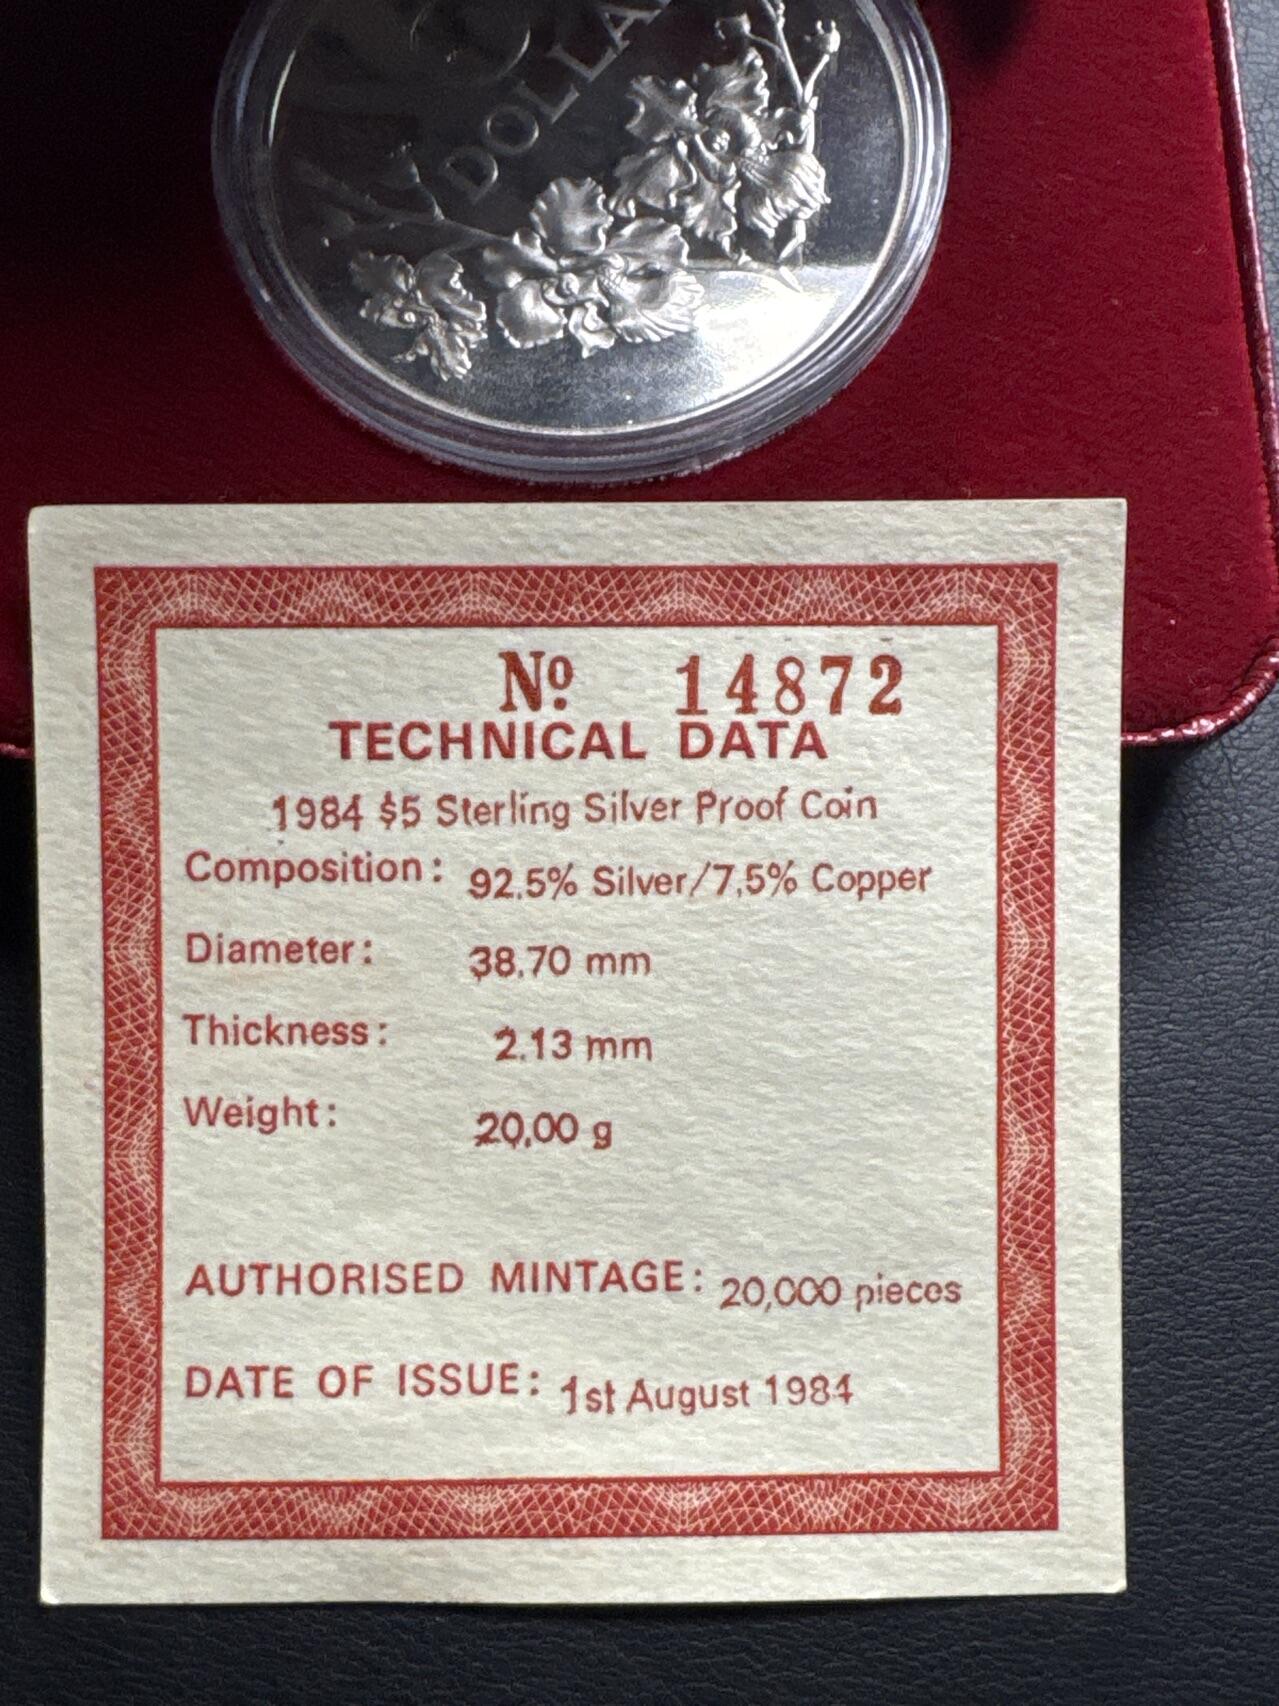 DOLLA
Nº 14872
TECHNICAL DATA
1984 $5 Sterling Silver Proof Coin
Composition: 92.5% Silver/7.5% Copper
Diameter: 38.70 mm
Thickness: 2.13 mm
Weight: 20.00 g
AUTHORISED MINTAGE: 20,000 pieces
DATE OF ISSUE: 1st August 1984